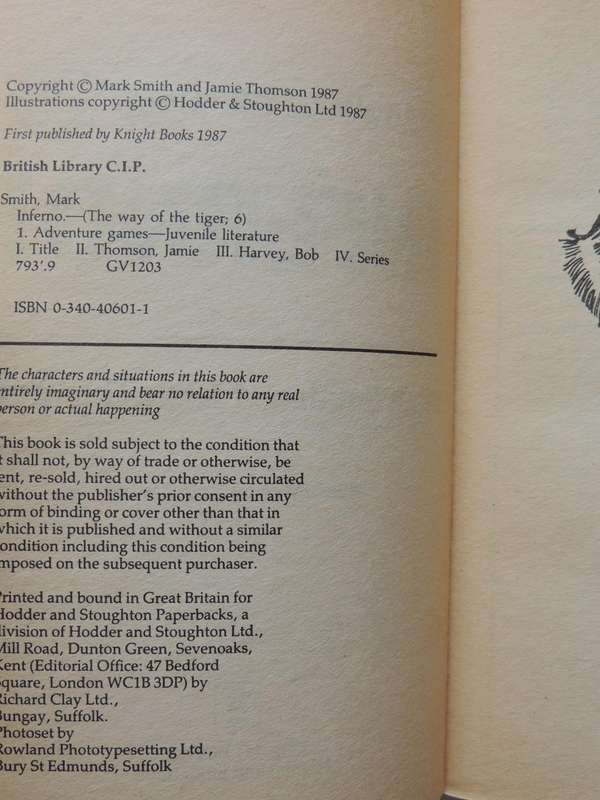 Copyright © Mark Smith and Jamie Thomson 1987
Illustrations copyright © Hodder & Stoughton Ltd 1987
First published by Knight Books 1987
British Library C.I.P.
Smith, Mark
Inferno.—(The way of the tiger; 6)
1. Adventure games—Juvenile literature
I. Title II. Thomson, Jamie III. Harvey, Bob IV. Series
793'.9 GV1203
ISBN 0-340-40601-1
The characters and situations in this book are
entirely imaginary and bear no relation to any real
person or actual happening
This book is sold subject to the condition that
it shall not, by way of trade or otherwise, be
lent, re-sold, hired out or otherwise circulated
without the publisher's prior consent in any
form of binding or cover other than that in
which it is published and without a similar
condition including this condition being
imposed on the subsequent purchaser.
Printed and bound in Great Britain for
Hodder and Stoughton Paperbacks, a
division of Hodder and Stoughton Ltd.,
Mill Road, Dunton Green, Sevenoaks,
Kent (Editorial Office: 47 Bedford
Square, London WC1B 3DP) by
Richard Clay Ltd.,
Bungay, Suffolk.
Photoset by
Rowland Phototypesetting Ltd.,
Bury St Edmunds, Suffolk